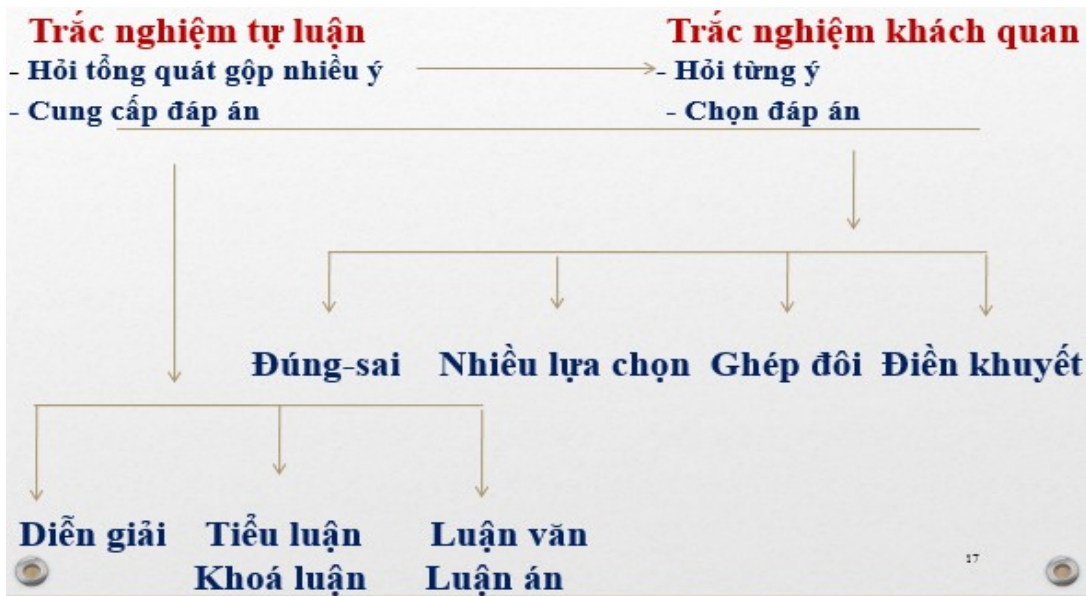 Trắc nghiệm tự luận
- Hỏi tổng quát gộp nhiều ý
- Cung cấp đáp án
Trắc nghiệm khách quan
- Hỏi từng ý
- Chọn đáp án
Đúng-sai Nhiều lựa chọn Ghép đôi Điền khuyết
Diễn giải
Tiểu luận
Khoá luận
Luận văn
Luận án
17